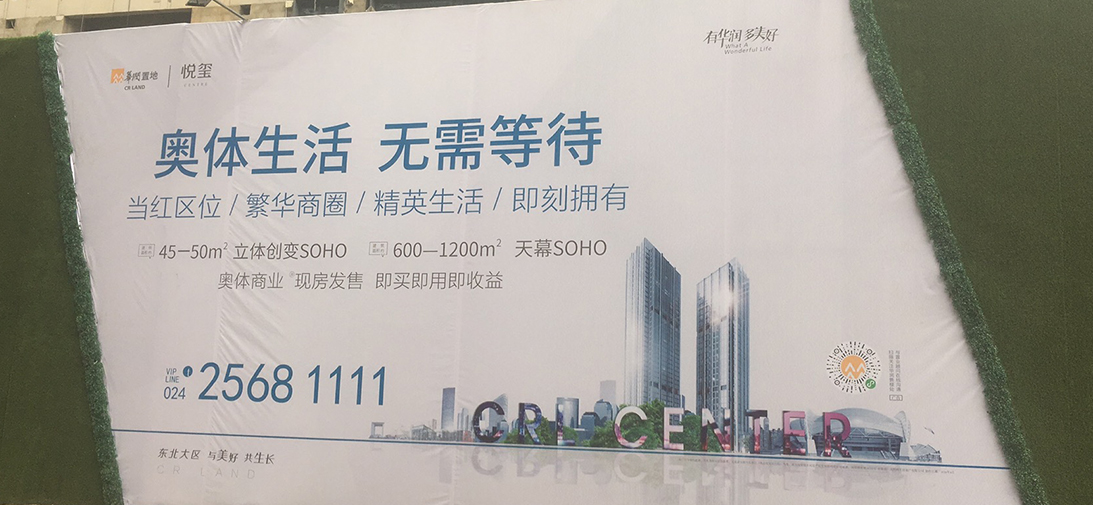 华润置地 悦玺
CR LAND
有华润 多美好
What A
Wonderful Life
奥体生活 无需等待
当红区位 / 繁华商圈 / 精英生活 / 即刻拥有
45—50m² 立体创变SOHO 600—1200m² 天幕SOHO
奥体商业 现房发售 即买即用即收益
VIP
LINE
024 2568 1111
CRL CENTER
东北大区 与美好 共生长
CR LAND